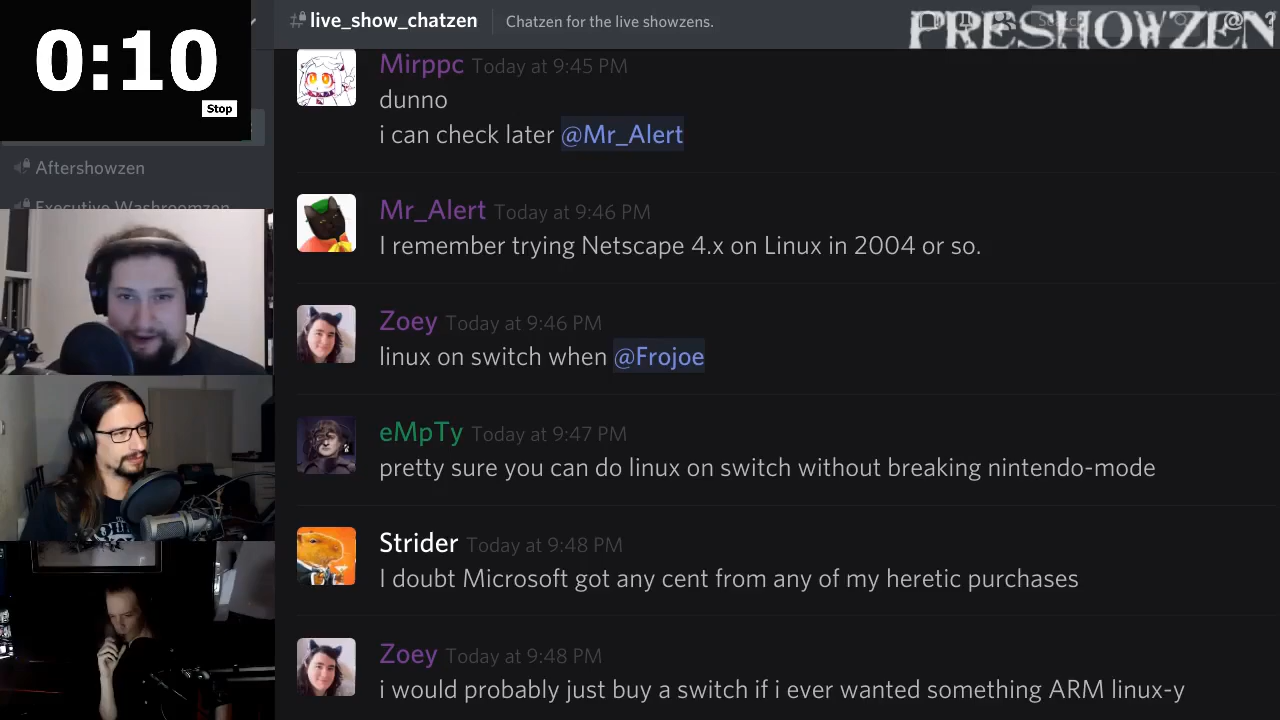 0:10
Stop
live_show_chatzen
Chatzen for the live showzens.
PRESHOWZEN
Search
Aftershowzen
Executive Washroomzen
Mirppc Today at 9:45 PM
dunno
i can check later @Mr_Alert
Mr_Alert Today at 9:46 PM
I remember trying Netscape 4.x on Linux in 2004 or so.
Zoey Today at 9:46 PM
linux on switch when @Frojoe
eMpTy Today at 9:47 PM
pretty sure you can do linux on switch without breaking nintendo-mode
Strider Today at 9:48 PM
I doubt Microsoft got any cent from any of my heretic purchases
Zoey Today at 9:48 PM
i would probably just buy a switch if i ever wanted something ARM linux-y